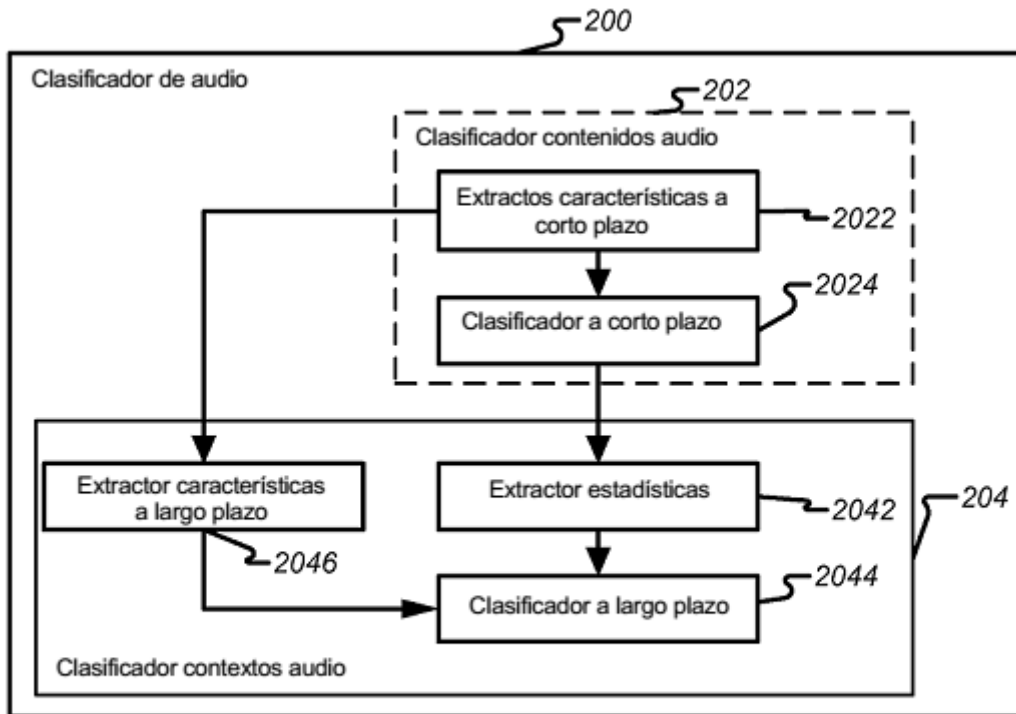 200
Clasificador de audio
202
Clasificador contenidos audio
Extractos características a
corto plazo
2022
2024
Clasificador a corto plazo
Extractor características
a largo plazo
Extractor estadísticas
2042
204
2046
2044
Clasificador a largo plazo
Clasificador contextos audio